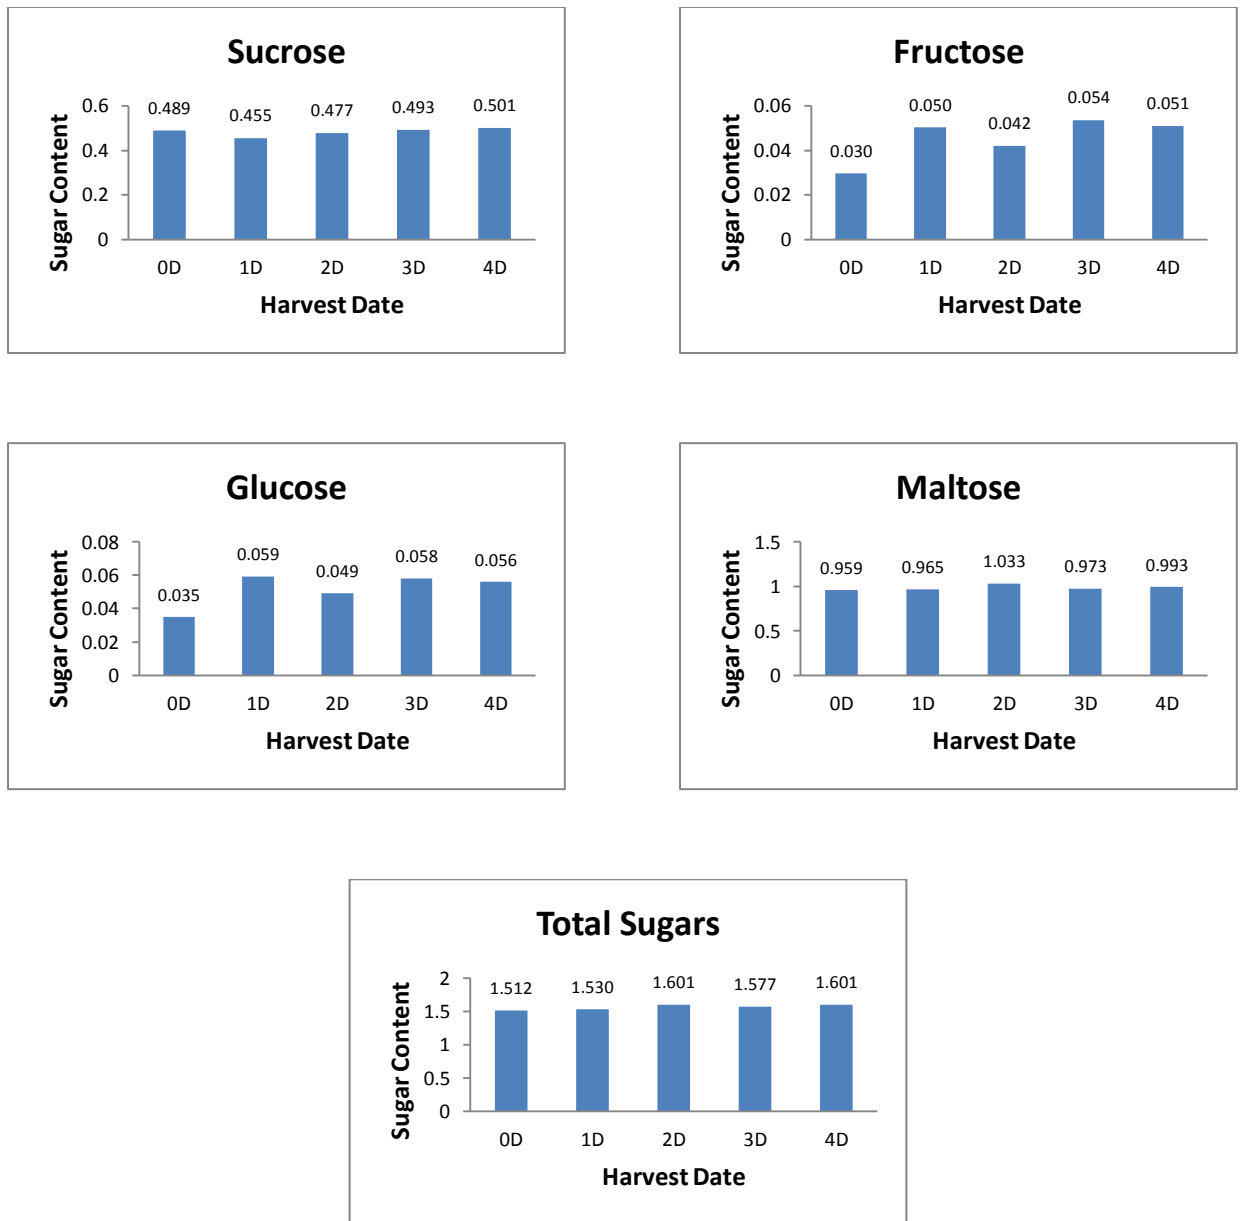 Sucrose
Sugar Content
0.6
0.4
0.2
0
0.489
0.455
0.477
0.493
0.501
0D
1D
2D
3D
4D
Harvest Date
Fructose
Sugar Content
0.06
0.04
0.02
0
0.030
0.050
0.042
0.054
0.051
0D
1D
2D
3D
4D
Harvest Date
Glucose
Sugar Content
0.08
0.06
0.04
0.02
0
0.035
0.059
0.049
0.058
0.056
0D
1D
2D
3D
4D
Harvest Date
Maltose
Sugar Content
1.5
1
0.5
0
0.959
0.965
1.033
0.973
0.993
0D
1D
2D
3D
4D
Harvest Date
Total Sugars
Sugar Content
2
1.5
1
0.5
0
1.512
1.530
1.601
1.577
1.601
0D
1D
2D
3D
4D
Harvest Date